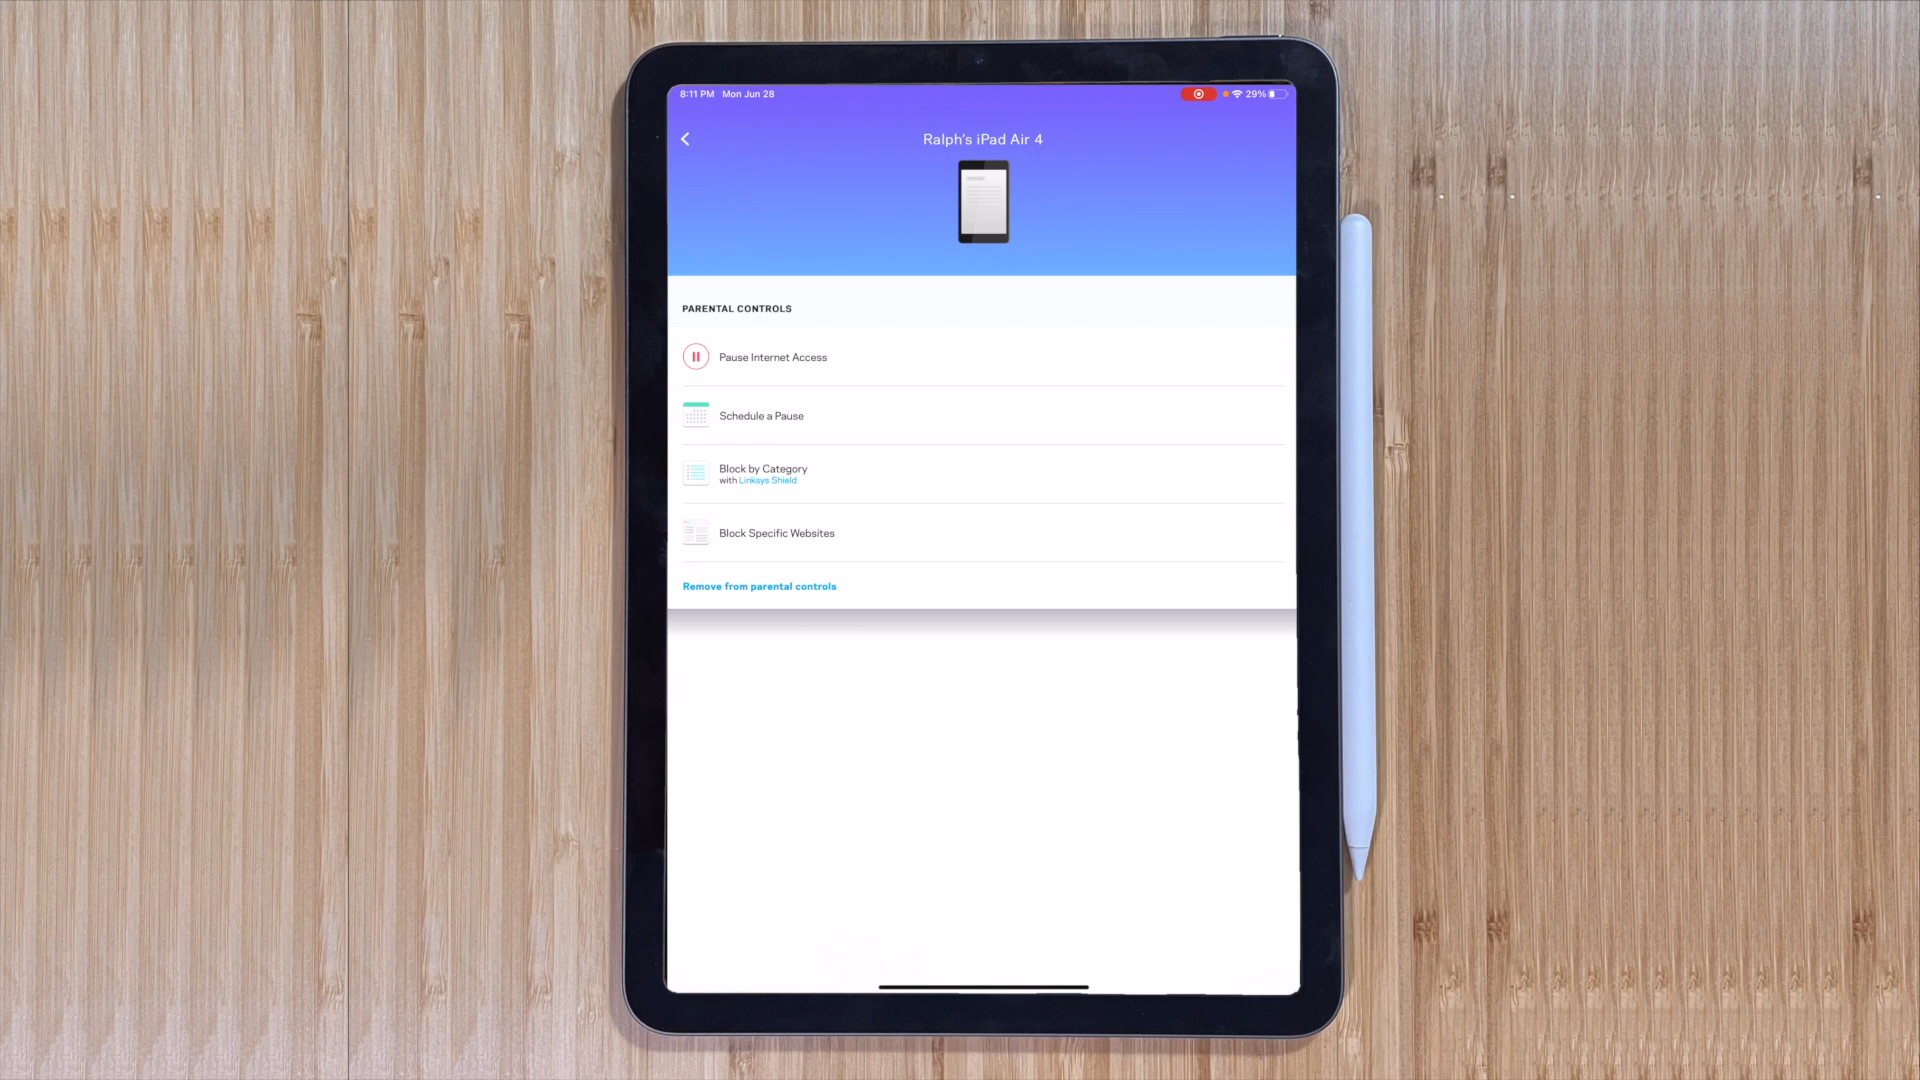 8:11 PM Mon Jun 28
29%
Ralph's iPad Air 4
PARENTAL CONTROLS
Pause Internet Access
Schedule a Pause
Block by Category
with Linksys Shield
Block Specific Websites
Remove from parental controls